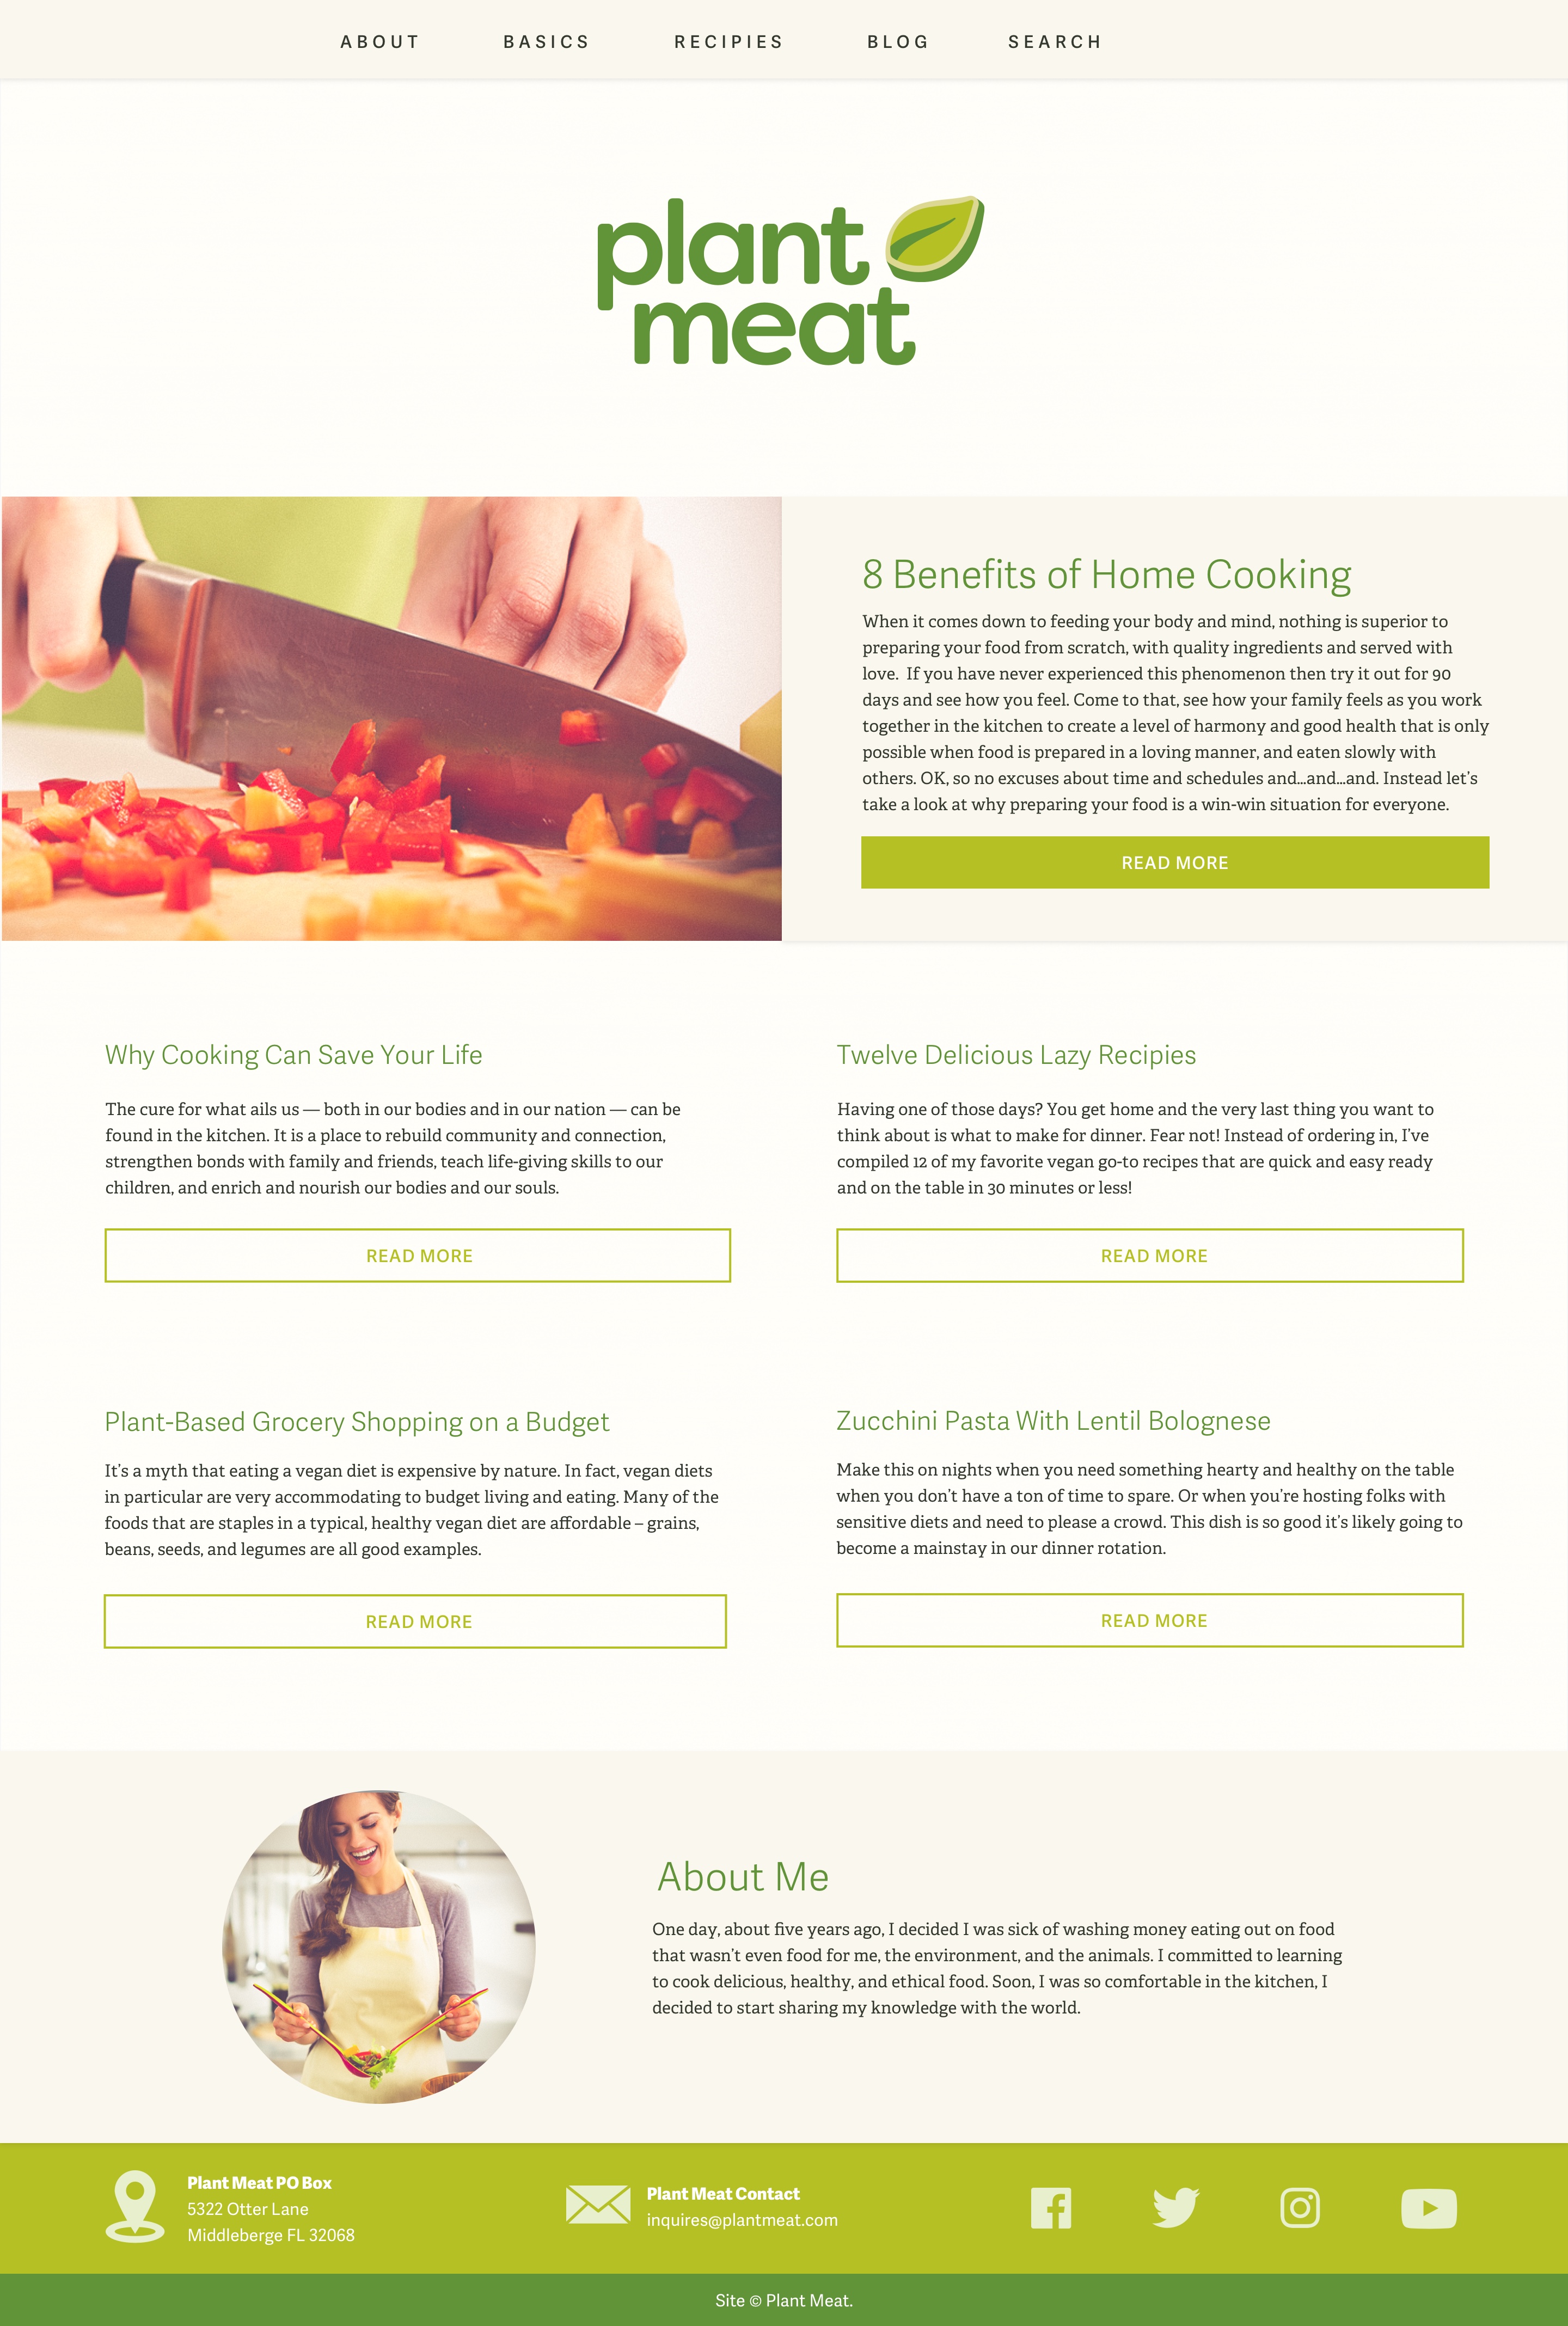 ABOUT BASICS RECIPIES BLOG SEARCH
plant
meat
8 Benefits of Home Cooking
When it comes down to feeding your body and mind, nothing is superior to
preparing your food from scratch, with quality ingredients and served with
love.  If you have never experienced this phenomenon then try it out for 90
days and see how you feel. Come to that, see how your family feels as you work
together in the kitchen to create a level of harmony and good health that is only
possible when food is prepared in a loving manner, and eaten slowly with
others. OK, so no excuses about time and schedules and…and…and. Instead let’s
take a look at why preparing your food is a win-win situation for everyone.
READ MORE
Why Cooking Can Save Your Life
The cure for what ails us — both in our bodies and in our nation — can be
found in the kitchen. It is a place to rebuild community and connection,
strengthen bonds with family and friends, teach life-giving skills to our
children, and enrich and nourish our bodies and our souls.
READ MORE
Twelve Delicious Lazy Recipies
Having one of those days? You get home and the very last thing you want to
think about is what to make for dinner. Fear not! Instead of ordering in, I’ve
compiled 12 of my favorite vegan go-to recipes that are quick and easy ready
and on the table in 30 minutes or less!
READ MORE
Plant-Based Grocery Shopping on a Budget
It’s a myth that eating a vegan diet is expensive by nature. In fact, vegan diets
in particular are very accommodating to budget living and eating. Many of the
foods that are staples in a typical, healthy vegan diet are affordable – grains,
beans, seeds, and legumes are all good examples.
READ MORE
Zucchini Pasta With Lentil Bolognese
Make this on nights when you need something hearty and healthy on the table
when you don’t have a ton of time to spare. Or when you’re hosting folks with
sensitive diets and need to please a crowd. This dish is so good it’s likely going to
become a mainstay in our dinner rotation.
READ MORE
About Me
One day, about five years ago, I decided I was sick of washing money eating out on food
that wasn’t even food for me, the environment, and the animals. I committed to learning
to cook delicious, healthy, and ethical food. Soon, I was so comfortable in the kitchen, I
decided to start sharing my knowledge with the world.
Plant Meat PO Box
5322 Otter Lane
Middleberge FL 32068
Plant Meat Contact
inquires@plantmeat.com
Site © Plant Meat.